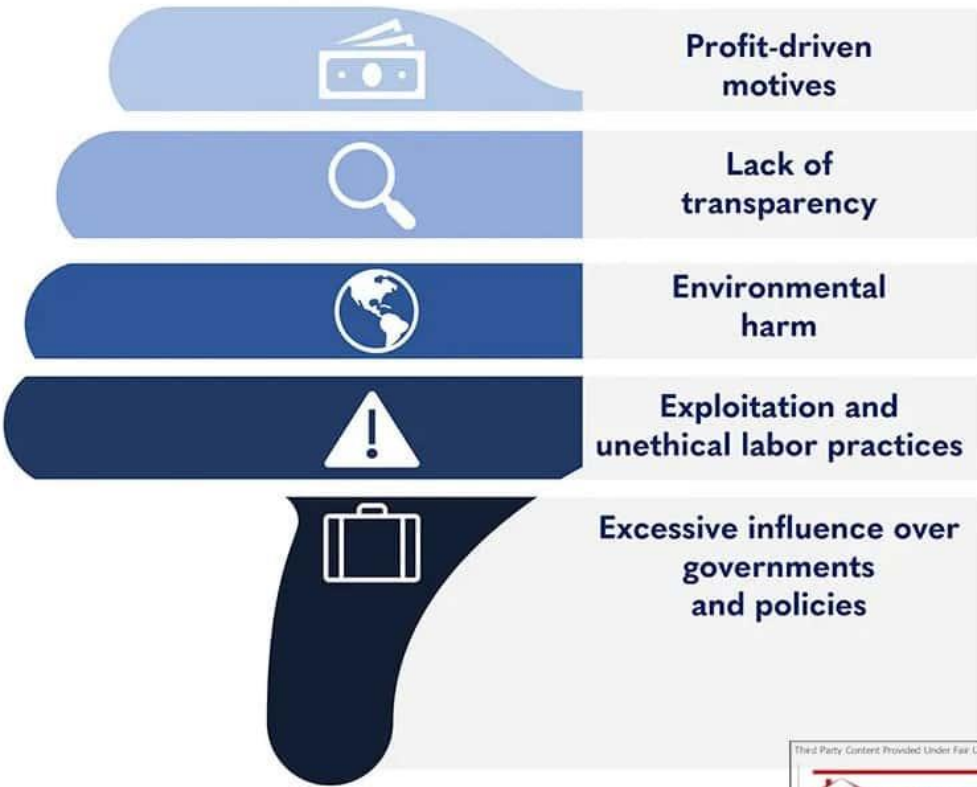 Profit-driven
motives
Lack of
transparency
Environmental
harm
Exploitation and
unethical labor practices
Excessive influence over
governments
and policies
Third Party Content Provided Under Fair U